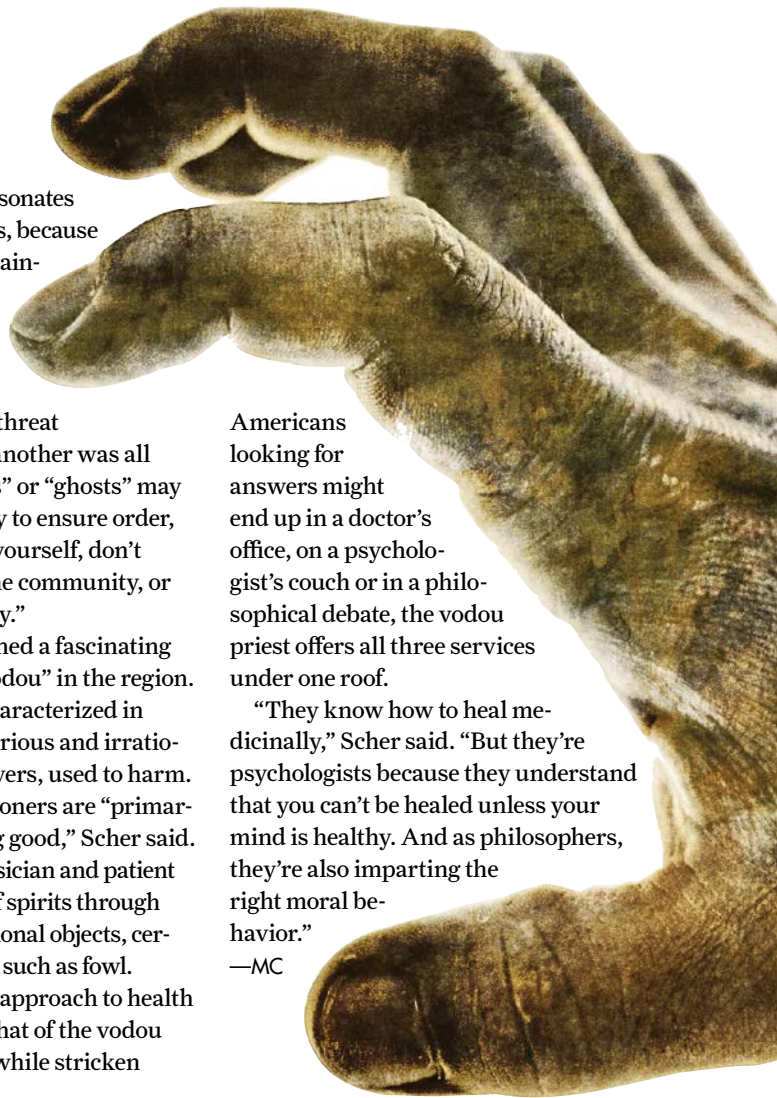 sonates
s, because
ain-
threat
another was all
s” or “ghosts” may
y to ensure order,
yourself, don’t
ne community, or
y.”
ned a fascinating
odou” in the region.
aracterized in
rious and irratio-
vers, used to harm.
oners are “primar-
g good,” Scher said.
sician and patient
f spirits through
ional objects, cer-
such as fowl.
approach to health
hat of the vodou
while stricken
Americans
looking for
answers might
end up in a doctor’s
office, on a psycholo-
gist’s couch or in a philo-
sophical debate, the vodou
priest offers all three services
under one roof.
“They know how to heal me-
dicinally,” Scher said. “But they’re
psychologists because they understand
that you can’t be healed unless your
mind is healthy. And as philosophers,
they’re also imparting the
right moral be-
havior.”
—MC